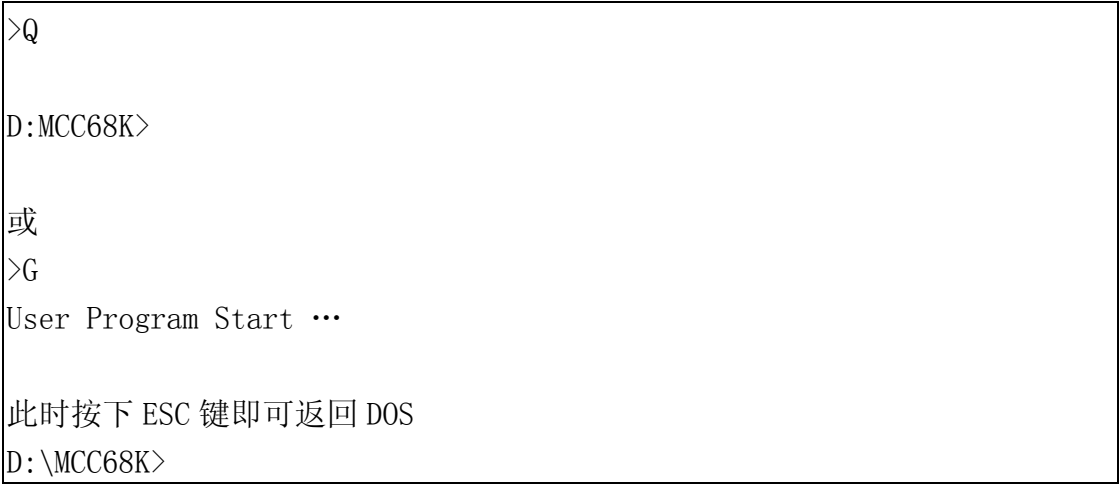 >Q
D:MCC68K>
或
>G
User Program Start …
此时按下 ESC 键即可返回 DOS
D:\MCC68K>